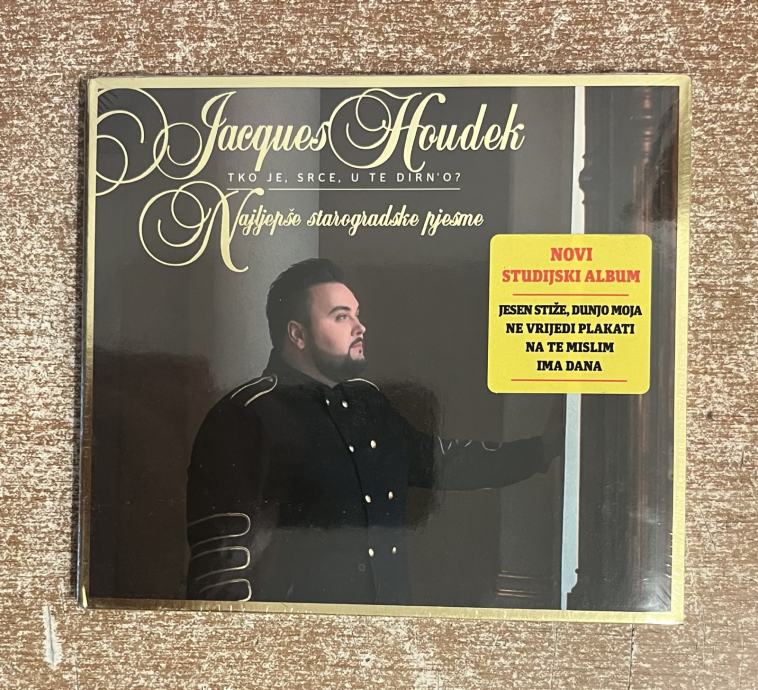 Jacques Houdek
TKO JE, SRCE, U TE DIRN'O?
Najljepše starogradske pjesme
NOVI
STUDIJSKI ALBUM
JESEN STIŽE, DUNJO MOJA
NE VRIJEDI PLAKATI
NA TE MISLIM
IMA DANA